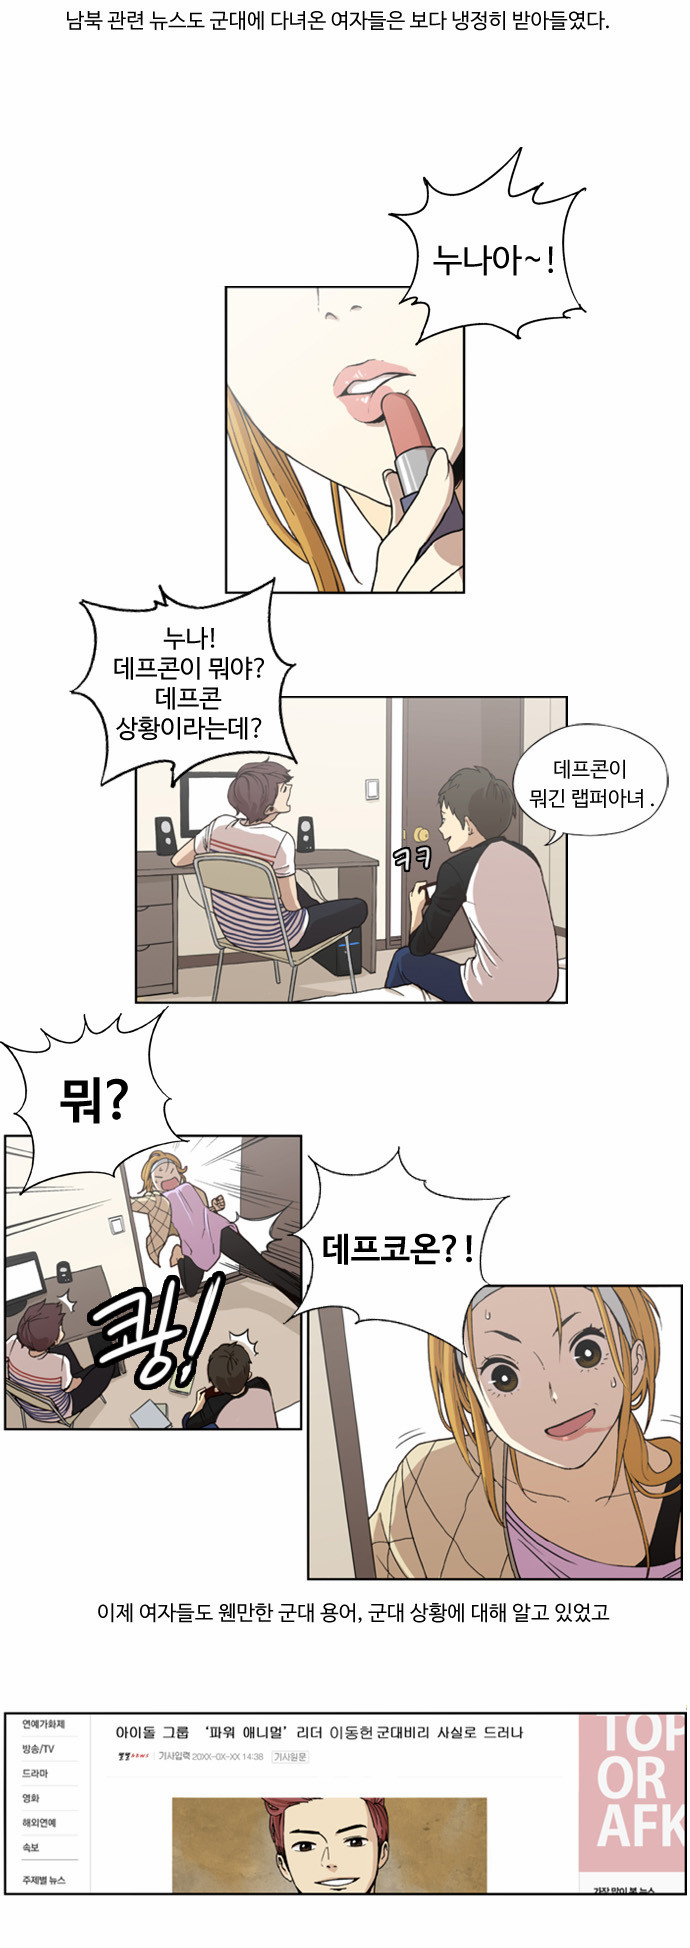 남북 관련 뉴스도 군대에 다녀온 여자들은 보다 냉정히 받아들였다.
누나아~!
누나!
데프콘이 뭐야?
데프콘
상황이라는데?
데프콘이
뭐긴 랩퍼아녀.
ㅋㅋ
뭐?
쾅!
데프코온?!
이제 여자들도 웬만한 군대 용어, 군대 상황에 대해 알고 있었고
연예가화제
방송/TV
드라마
영화
해외연예
속보
주제별 뉴스
아이돌 그룹 ‘파워 애니멀’ 리더 이동헌 군대비리 사실로 드러나
NEWS 기사입력 20XX-0X-XX 14:38 기사원문
TOP
OR
AFK
가장 많이 본 뉴스